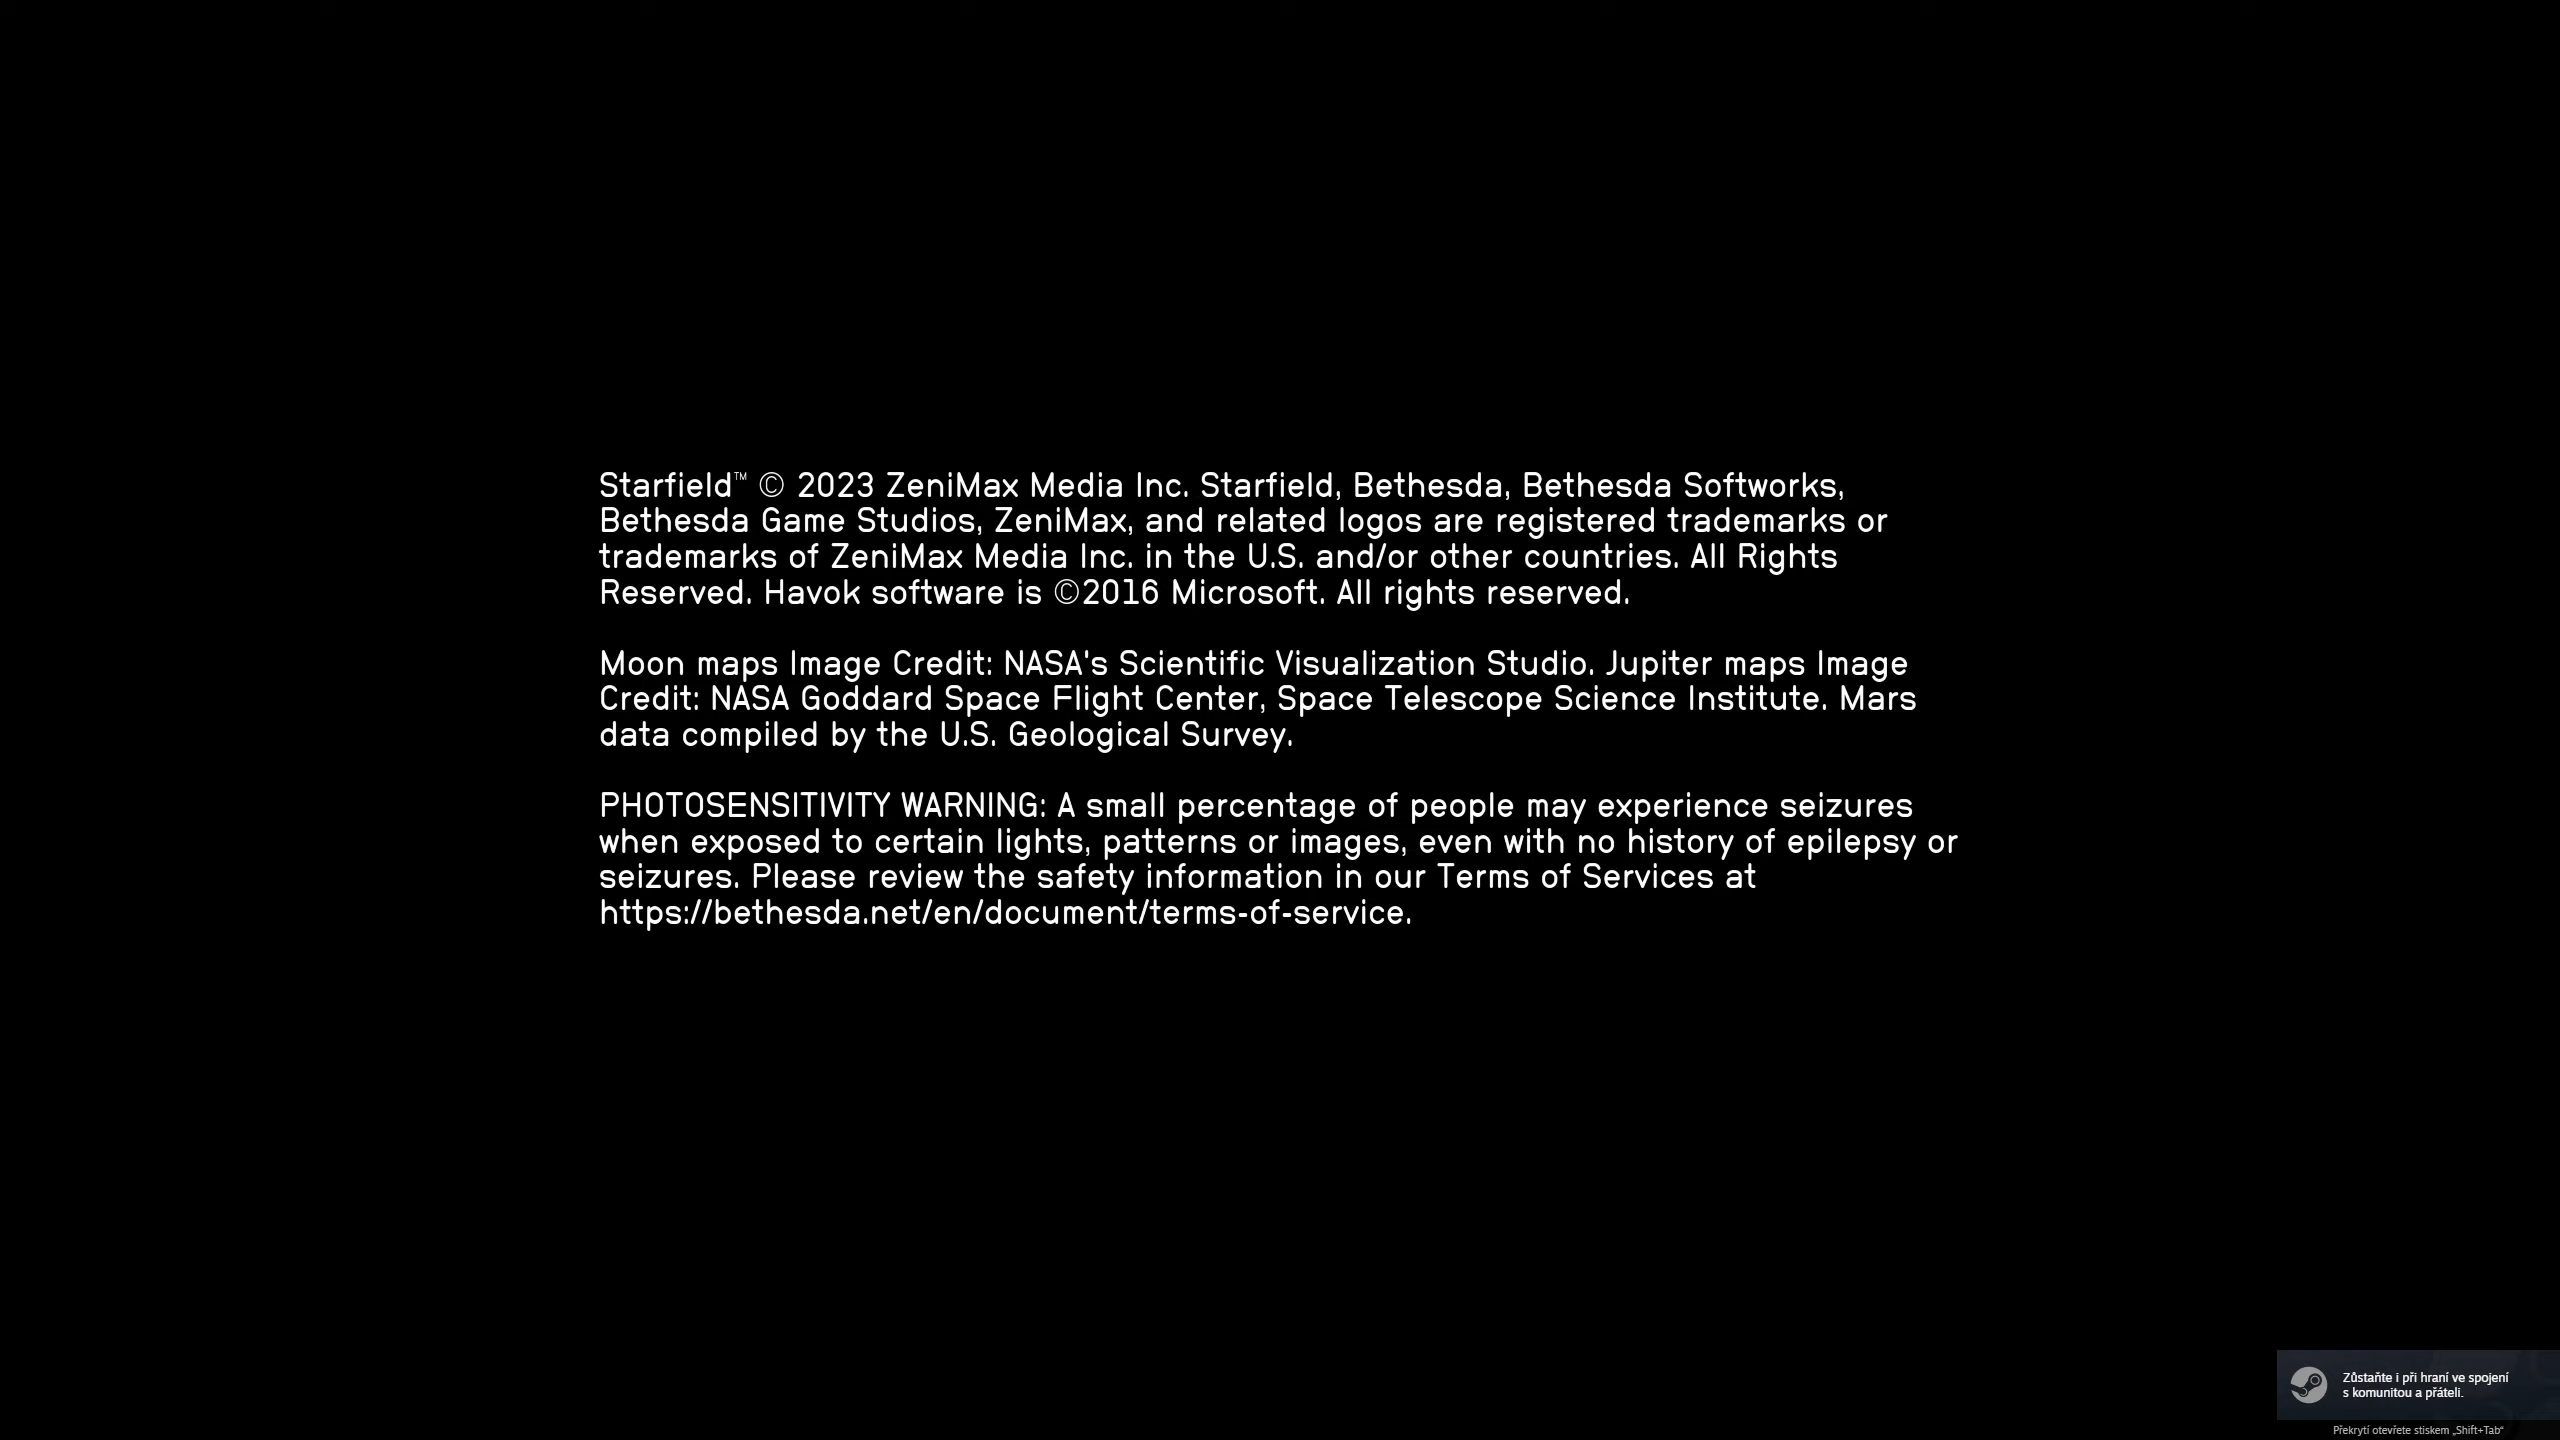 Starfield™ © 2023 ZeniMax Media Inc. Starfield, Bethesda, Bethesda Softworks,
Bethesda Game Studios, ZeniMax, and related logos are registered trademarks or
trademarks of ZeniMax Media Inc. in the U.S. and/or other countries. All Rights
Reserved. Havok software is ©2016 Microsoft. All rights reserved.
Moon maps Image Credit: NASA's Scientific Visualization Studio. Jupiter maps Image
Credit: NASA Goddard Space Flight Center, Space Telescope Science Institute. Mars
data compiled by the U.S. Geological Survey.
PHOTOSENSITIVITY WARNING: A small percentage of people may experience seizures
when exposed to certain lights, patterns or images, even with no history of epilepsy or
seizures. Please review the safety information in our Terms of Services at
https://bethesda.net/en/document/terms-of-service.
Zůstaňte i při hraní ve spojení
s komunitou a přáteli.
Překrytí otevřete stiskem „Shift+Tab“